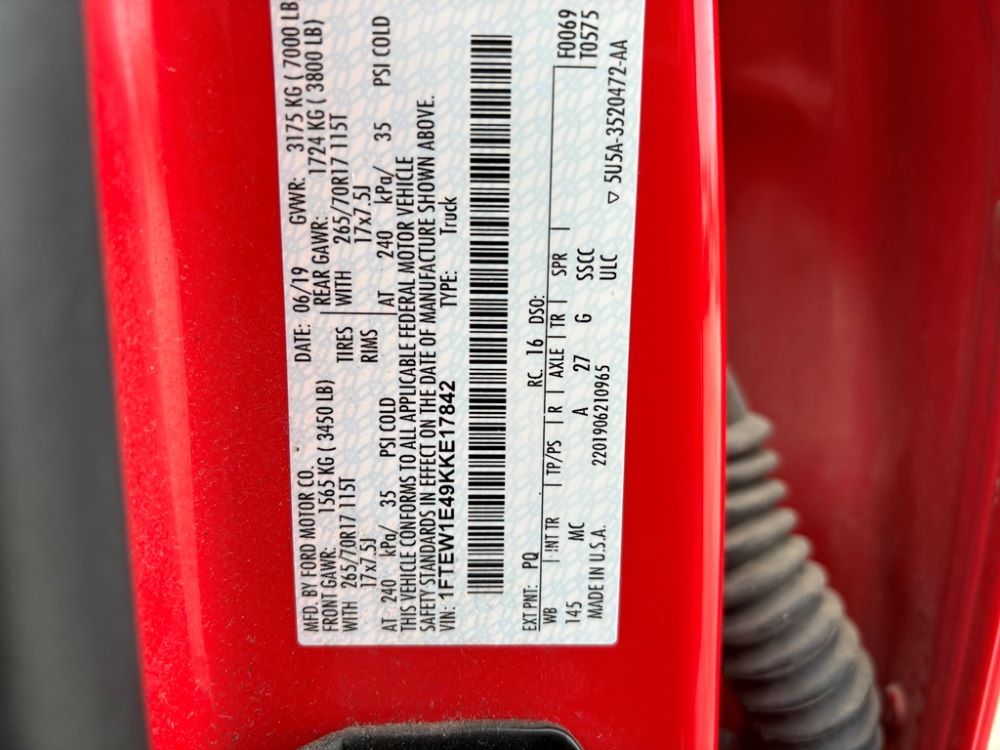 MFD. BY FORD MOTOR CO.
DATE: 06/19 GVWR: 3175 KG ( 7000 LB
FRONT GAWR: 1565 KG ( 3450 LB)
REAR GAWR: 1724 KG ( 3800 LB)
WITH 265/70R17 115T TIRES WITH 265/70R17 115T
17x7.5J RIMS 17x7.5J
AT 240 kPa/ 35 PSI COLD AT 240 kPa/ 35 PSI COLD
THIS VEHICLE CONFORMS TO ALL APPLICABLE FEDERAL MOTOR VEHICLE
SAFETY STANDARDS IN EFFECT ON THE DATE OF MANUFACTURE SHOWN ABOVE.
VIN: 1FTEW1E49KKE17842 TYPE: Truck
EXT PNT: PQ RC: 16 DSO: F0069
WB | INT TR | TP/PS | R | AXLE | TR | SPR | T0575
145 MC A 27 G SSCC
MADE IN U.S.A. 2201906210965 ULC
▽ 5U5A-3520472-AA